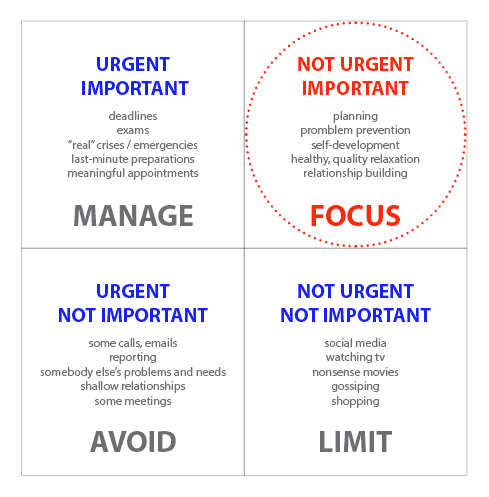 URGENT
IMPORTANT
deadlines
exams
“real” crises / emergencies
last-minute preparations
meaningful appointments
MANAGE
NOT URGENT
IMPORTANT
planning
promblem prevention
self-development
healthy, quality relaxation
relationship building
FOCUS
URGENT
NOT IMPORTANT
some calls, emails
reporting
somebody else’s problems and needs
shallow relationships
some meetings
AVOID
NOT URGENT
NOT IMPORTANT
social media
watching tv
nonsense movies
gossiping
shopping
LIMIT